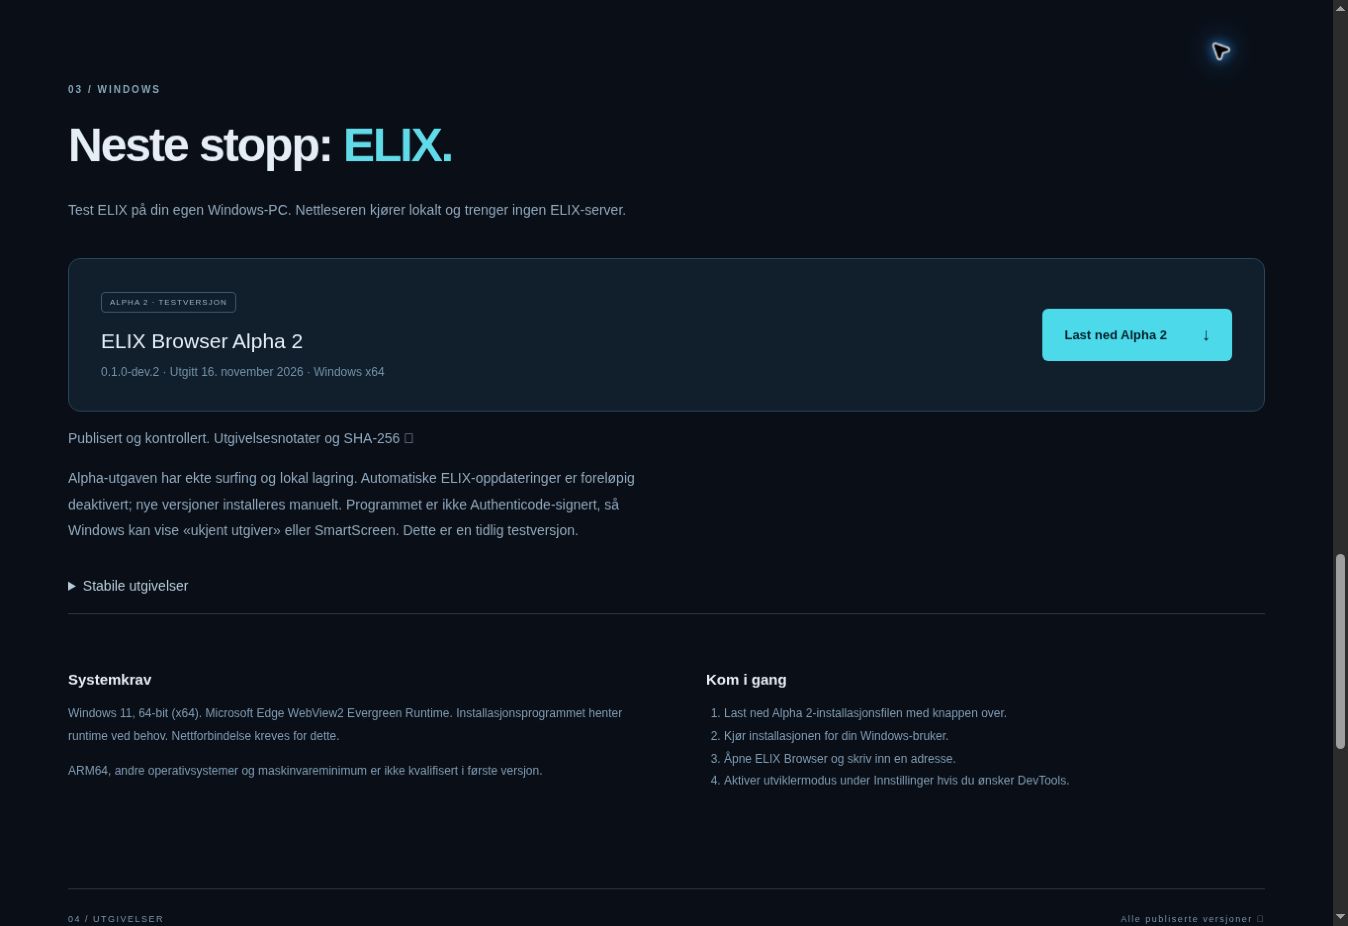 03 / WINDOWS
Neste stopp: ELIX.
Test ELIX på din egen Windows-PC. Nettleseren kjører lokalt og trenger ingen ELIX-server.
ALPHA 2 · TESTVERSJON
ELIX Browser Alpha 2
0.1.0-dev.2 · Utgitt 16. november 2026 · Windows x64
Last ned Alpha 2 ↓
Publisert og kontrollert. Utgivelsesnotater og SHA-256
Alpha-utgaven har ekte surfing og lokal lagring. Automatiske ELIX-oppdateringer er foreløpig
deaktivert; nye versjoner installeres manuelt. Programmet er ikke Authenticode-signert, så
Windows kan vise «ukjent utgiver» eller SmartScreen. Dette er en tidlig testversjon.
Stabile utgivelser
Systemkrav
Windows 11, 64-bit (x64). Microsoft Edge WebView2 Evergreen Runtime. Installasjonsprogrammet henter
runtime ved behov. Nettforbindelse kreves for dette.
ARM64, andre operativsystemer og maskinvareminimum er ikke kvalifisert i første versjon.
Kom i gang
1. Last ned Alpha 2-installasjonsfilen med knappen over.
2. Kjør installasjonen for din Windows-bruker.
3. Åpne ELIX Browser og skriv inn en adresse.
4. Aktiver utviklermodus under Innstillinger hvis du ønsker DevTools.
04 / UTGIVELSER
Alle publiserte versjoner